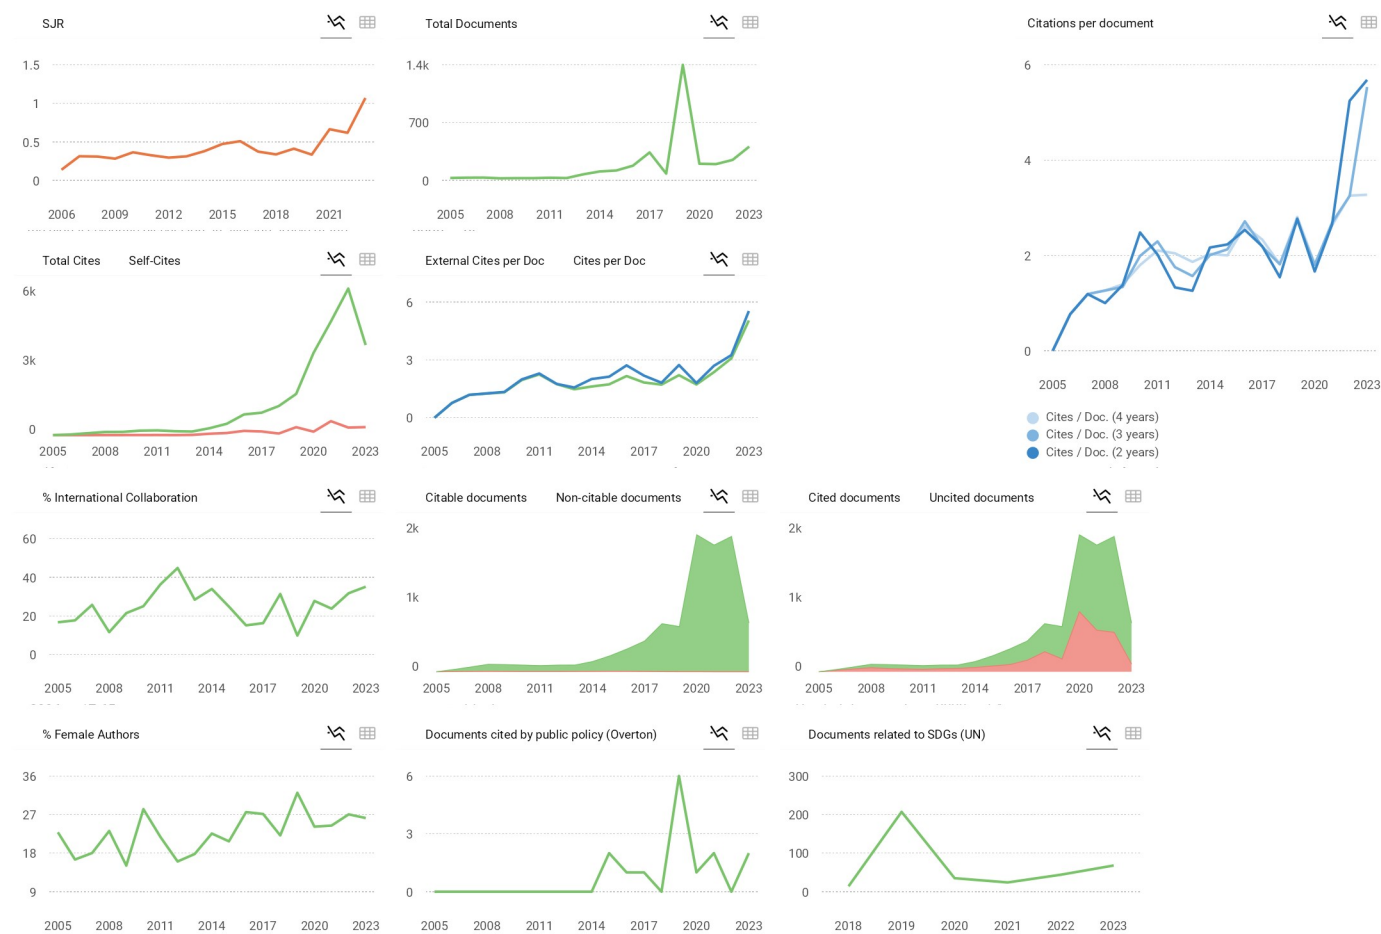 SJR
1.5
1
0.5
0
2006 2009 2012 2015 2018 2021
Total Documents
1.4k
700
0
2005 2008 2011 2014 2017 2020 2023
Citations per document
6
4
2
0
2005 2008 2011 2014 2017 2020 2023
Cites / Doc. (4 years)
Cites / Doc. (3 years)
Cites / Doc. (2 years)
Total Cites Self-Cites
6k
3k
0
2005 2008 2011 2014 2017 2020 2023
External Cites per Doc Cites per Doc
6
3
0
2005 2008 2011 2014 2017 2020 2023
% International Collaboration
60
40
20
0
2005 2008 2011 2014 2017 2020 2023
Citable documents Non-citable documents
2k
1k
0
2005 2008 2011 2014 2017 2020 2023
Cited documents Uncited documents
2k
1k
0
2005 2008 2011 2014 2017 2020 2023
% Female Authors
36
27
18
9
2005 2008 2011 2014 2017 2020 2023
Documents cited by public policy (Overton)
6
3
0
2005 2008 2011 2014 2017 2020 2023
Documents related to SDGs (UN)
300
200
100
0
2018 2019 2020 2021 2022 2023